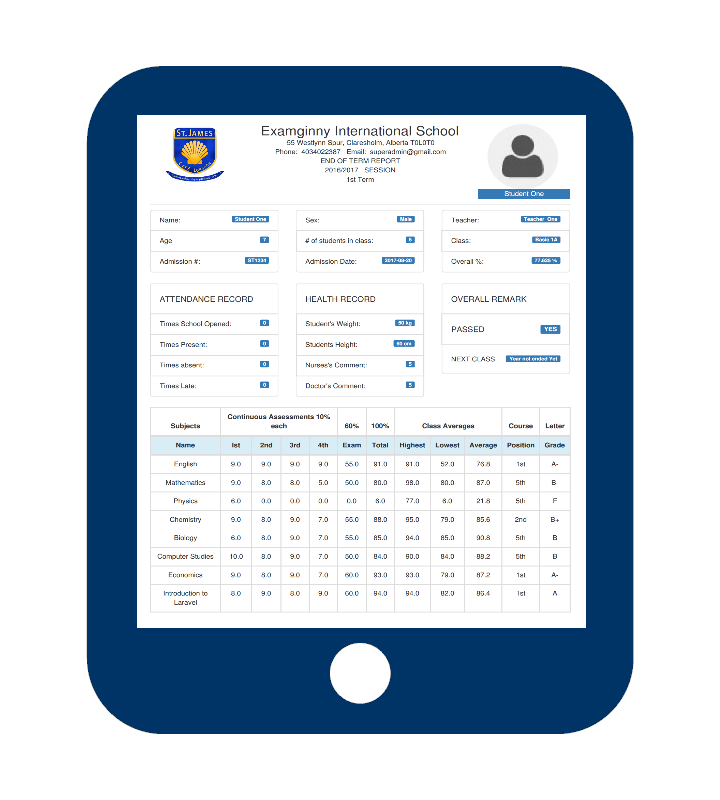 ST. JAMES
Examginny International School
55 Westlynn Spur, Claresholm, Alberta T0L0T0
Phone: 4034022387 Email: superadmin@gmail.com
END OF TERM REPORT
2016/2017 SESSION
1st Term
Student One
Name: Student One Sex: Male Teacher: Teacher One
Age 7 # of students in class: 5 Class: Basic 1A
Admission #: ST1234 Admission Date: 2017-08-20 Overall %: 77.625 %
ATTENDANCE RECORD HEALTH RECORD OVERALL REMARK
Times School Opened: 0 Student's Weight: 50 kg PASSED YES
Times Present: 0 Students Height: 60 cm
Times absent: 0 Nurses's Comment: 5 NEXT CLASS Year not ended Yet
Times Late: 0 Doctor's Comment: 5
Subjects Continuous Assessments 10% each 60% 100% Class Averages Course Letter
Name Ist 2nd 3rd 4th Exam Total Highest Lowest Average Position Grade
English 9.0 9.0 9.0 9.0 55.0 91.0 91.0 52.0 76.8 1st A-
Mathematics 9.0 8.0 8.0 5.0 50.0 80.0 98.0 80.0 87.0 5th B-
Physics 6.0 0.0 0.0 0.0 0.0 6.0 77.0 6.0 21.8 5th F
Chemistry 9.0 8.0 9.0 7.0 55.0 88.0 95.0 79.0 85.6 2nd B+
Biology 6.0 8.0 9.0 7.0 55.0 85.0 94.0 85.0 90.8 5th B
Computer Studies 10.0 8.0 9.0 7.0 50.0 84.0 90.0 84.0 88.2 5th B
Economics 9.0 8.0 9.0 7.0 60.0 93.0 93.0 79.0 87.2 1st A-
Introduction to Laravel 8.0 9.0 8.0 9.0 60.0 94.0 94.0 82.0 86.4 1st A